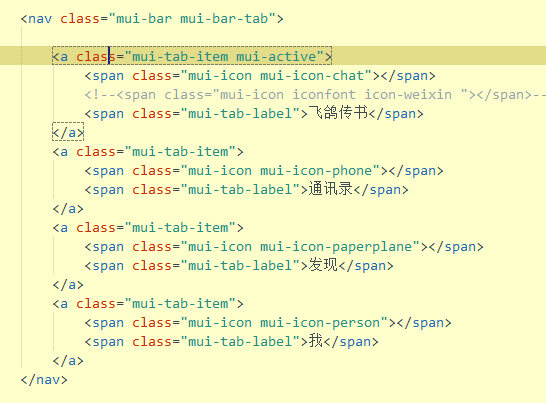 <nav class="mui-bar mui-bar-tab">
<a class="mui-tab-item mui-active">
<span class="mui-icon mui-icon-chat"></span>
<!--<span class="mui-icon iconfont icon-weixin "></span>--
<span class="mui-tab-label">飞鸽传书</span>
</a>
<a class="mui-tab-item">
<span class="mui-icon mui-icon-phone"></span>
<span class="mui-tab-label">通讯录</span>
</a>
<a class="mui-tab-item">
<span class="mui-icon mui-icon-paperplane"></span>
<span class="mui-tab-label">发现</span>
</a>
<a class="mui-tab-item">
<span class="mui-icon mui-icon-person"></span>
<span class="mui-tab-label">我</span>
</a>
</nav>